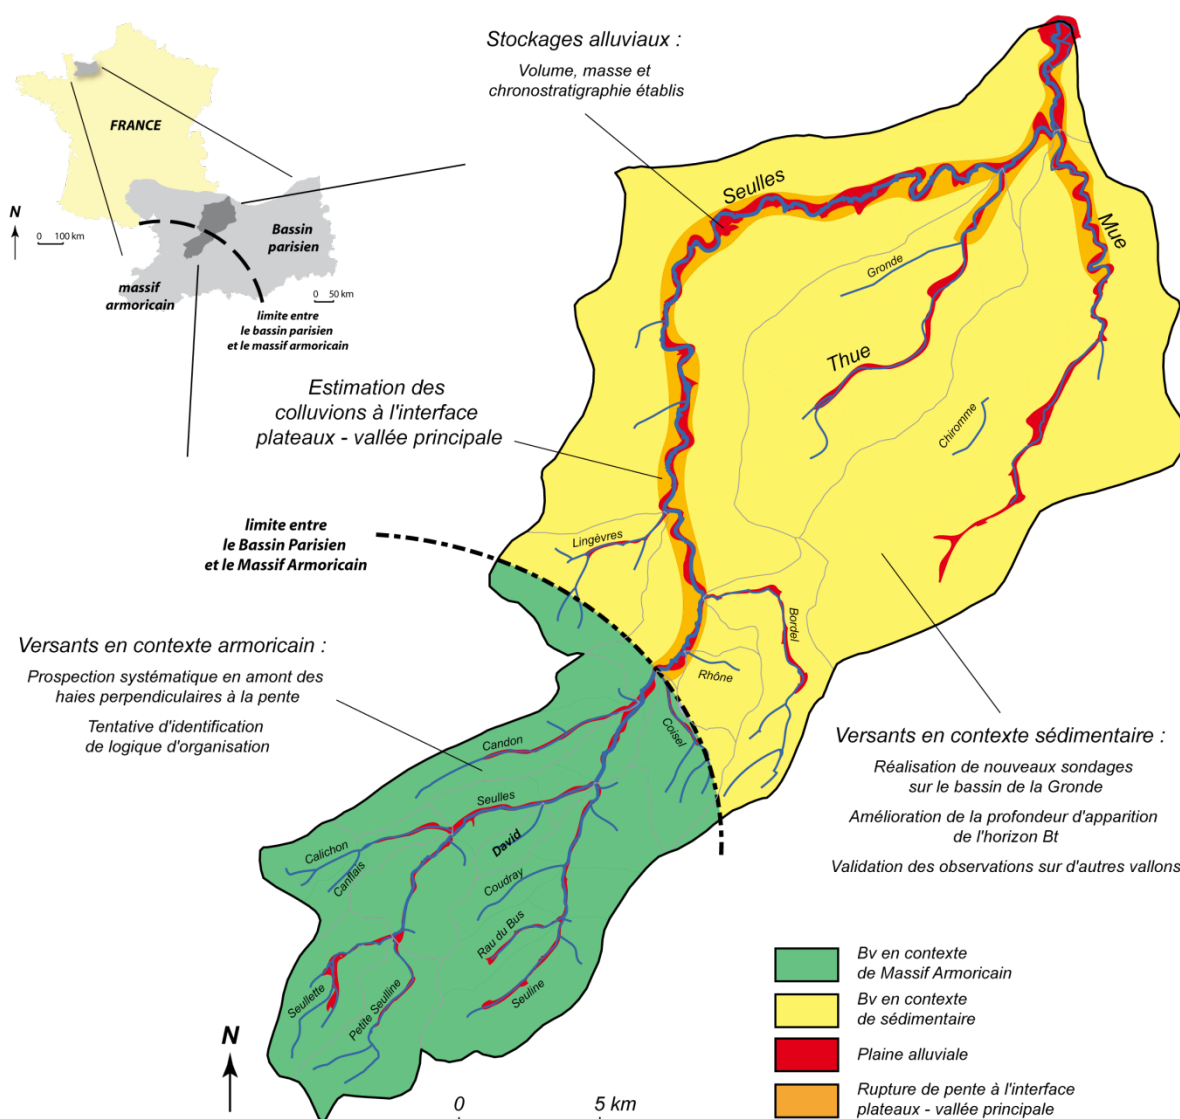 FRANCE
N
0 100 km
Bassin
parisien
massif
armoricain
0 50 km
limite entre
le bassin parisien
et le massif armoricain
Stockages alluviaux :
Volume, masse et
chronostratigraphie établis
Seulles
Mue
Gronde
Thue
Chiromme
Estimation des
colluvions à l'interface
plateaux - vallée principale
limite entre
le Bassin Parisien
et le Massif Armoricain
Lingèvres
Bordel
Rhône
Coisel
Versants en contexte armoricain :
Prospection systématique en amont des
haies perpendiculaires à la pente
Tentative d'identification
de logique d'organisation
Candon
Seulles
David
Calichon
Canflais
Coudray
Rau du Bus
Seuline
Seullette
Petite Seulline
Versants en contexte sédimentaire :
Réalisation de nouveaux sondages
sur le bassin de la Gronde
Amélioration de la profondeur d'apparition
de l'horizon Bt
Validation des observations sur d'autres vallons
Bv en contexte
de Massif Armoricain
Bv en contexte
de sédimentaire
Plaine alluviale
Rupture de pente à l'interface
plateaux - vallée principale
N
0 5 km